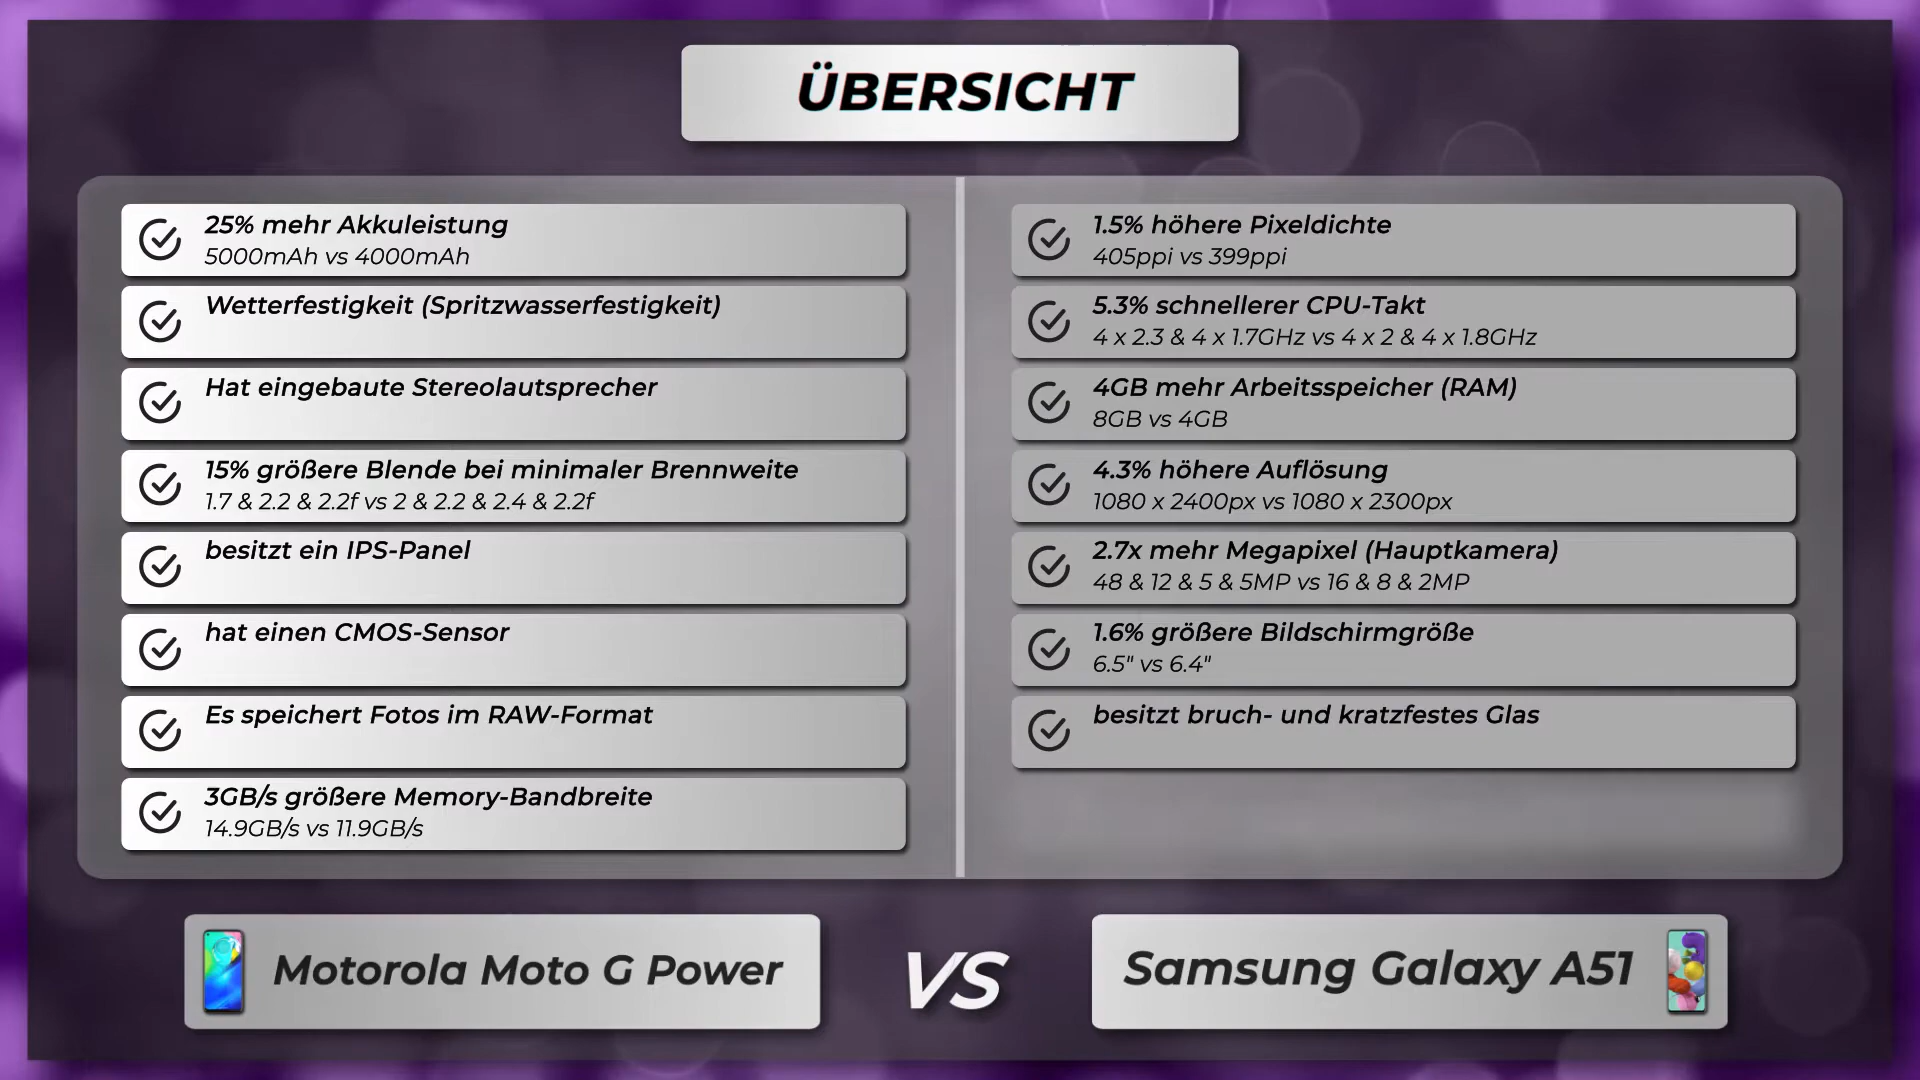 ÜBERSICHT
25% mehr Akkuleistung
5000mAh vs 4000mAh
Wetterfestigkeit (Spritzwasserfestigkeit)
Hat eingebaute Stereolautsprecher
15% größere Blende bei minimaler Brennweite
1.7 & 2.2 & 2.2f vs 2 & 2.2 & 2.4 & 2.2f
besitzt ein IPS-Panel
hat einen CMOS-Sensor
Es speichert Fotos im RAW-Format
3GB/s größere Memory-Bandbreite
14.9GB/s vs 11.9GB/s
1.5% höhere Pixeldichte
405ppi vs 399ppi
5.3% schnellerer CPU-Takt
4 x 2.3 & 4 x 1.7GHz vs 4 x 2 & 4 x 1.8GHz
4GB mehr Arbeitsspeicher (RAM)
8GB vs 4GB
4.3% höhere Auflösung
1080 x 2400px vs 1080 x 2300px
2.7x mehr Megapixel (Hauptkamera)
48 & 12 & 5 & 5MP vs 16 & 8 & 2MP
1.6% größere Bildschirmgröße
6.5" vs 6.4"
besitzt bruch- und kratzfestes Glas
Motorola Moto G Power
VS
Samsung Galaxy A51